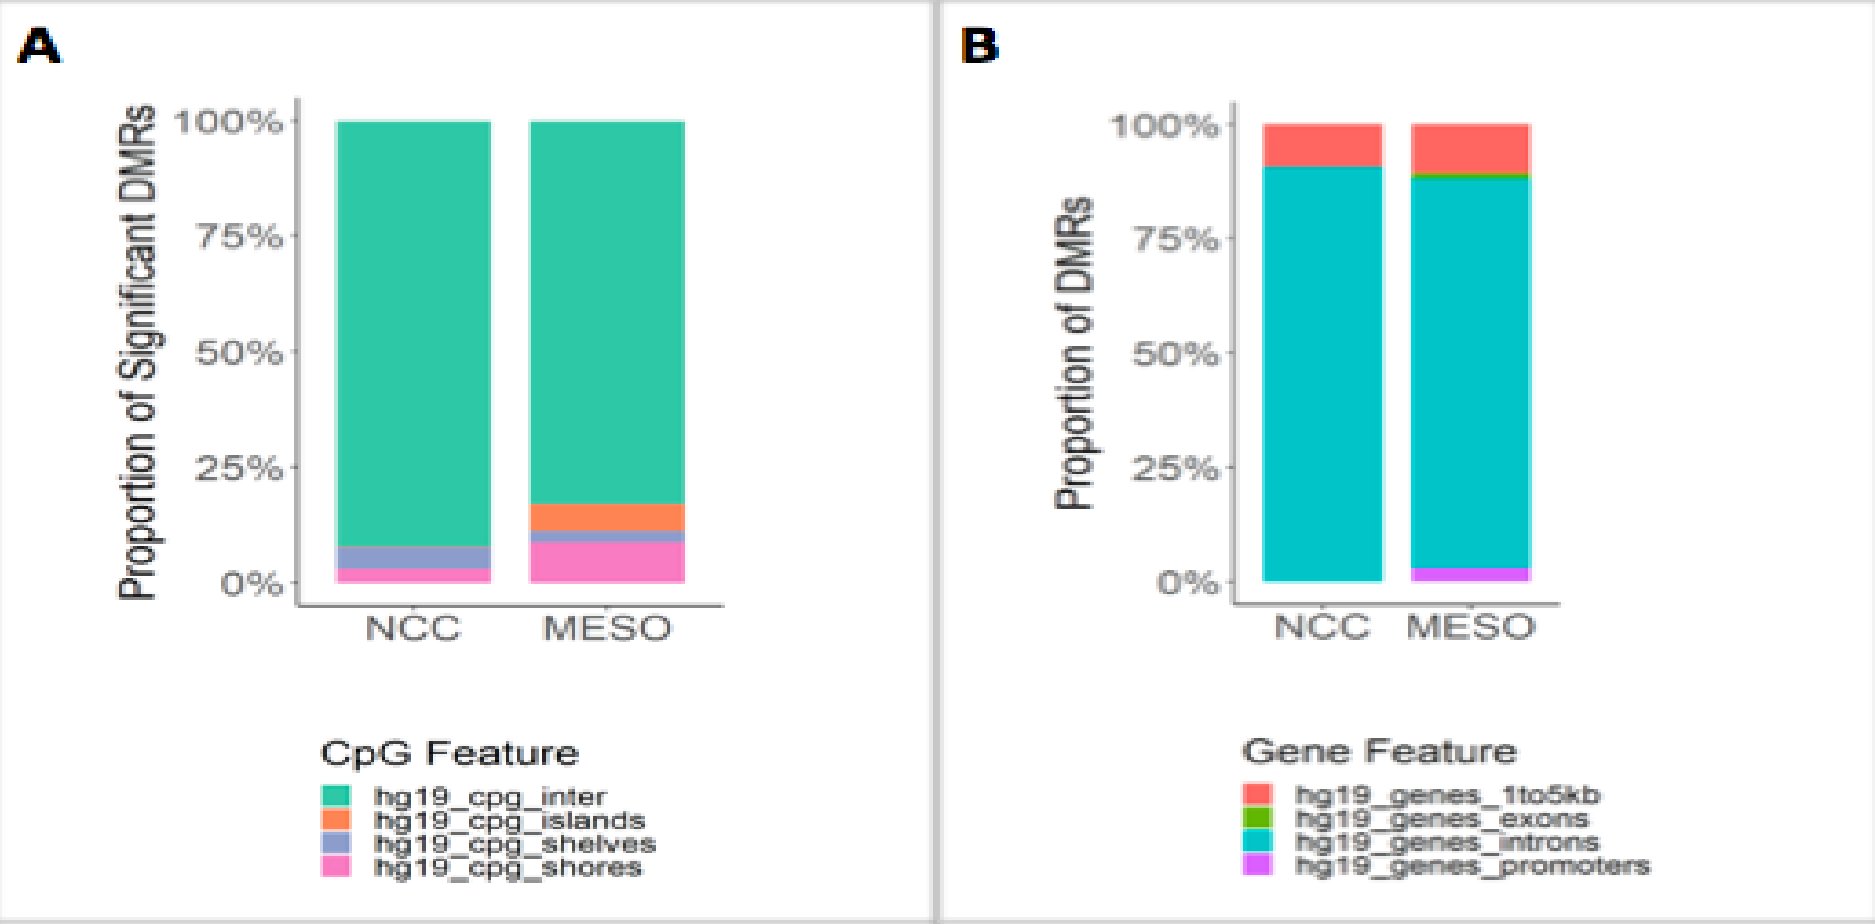 A
Proportion of Significant DMRs
100%
75%
50%
25%
0%
NCC MESO
CpG Feature
hg19_cpg_inter
hg19_cpg_islands
hg19_cpg_shelves
hg19_cpg_shores
B
Proportion of DMRs
100%
75%
50%
25%
0%
NCC MESO
Gene Feature
hg19_genes_1to5kb
hg19_genes_exons
hg19_genes_introns
hg19_genes_promoters